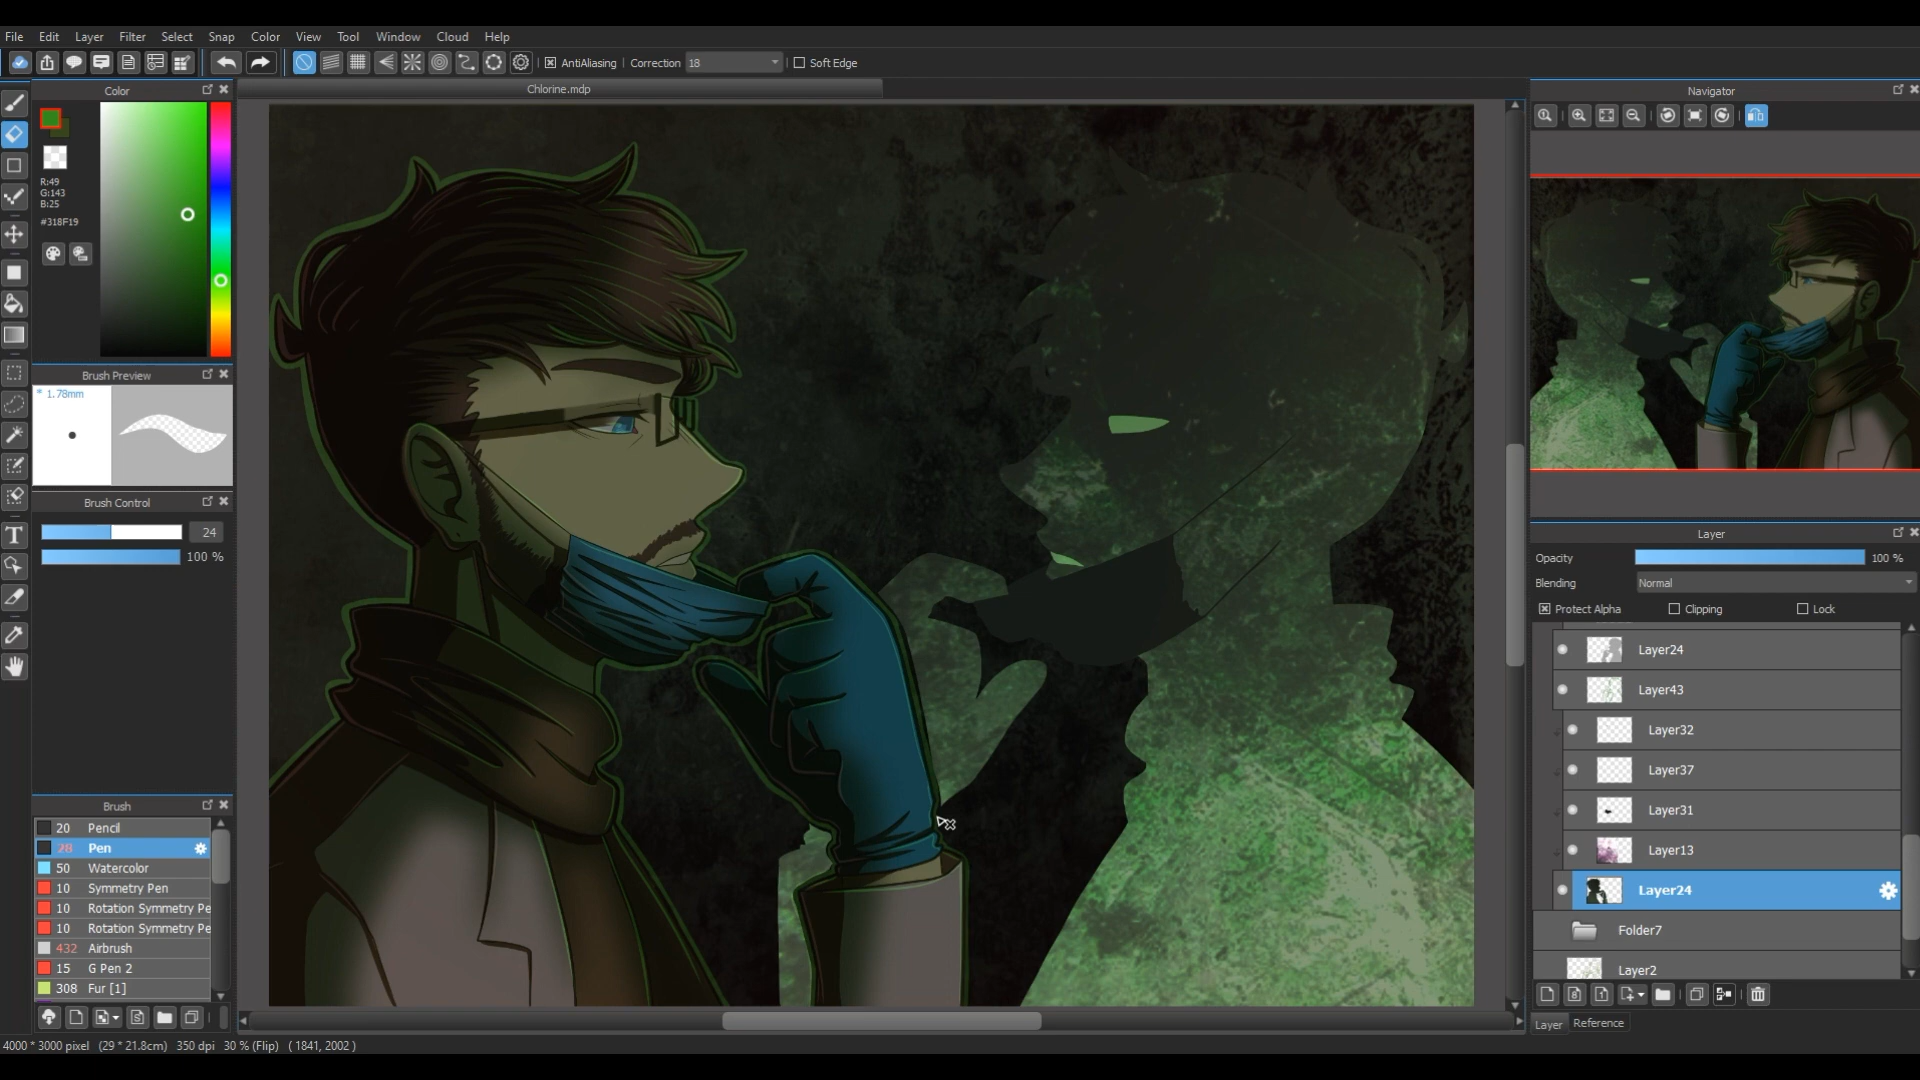 File Edit Layer Filter Select Snap Color View Tool Window Cloud Help
AntiAliasing Correction 18 Soft Edge
Color
Chlorine.mdp
Navigator
R:49
G:143
B:25
#318F19
Brush Preview
* 1.78mm
Brush Control
24
100 %
Brush
20 Pencil
28 Pen
50 Watercolor
10 Symmetry Pen
10 Rotation Symmetry Pe
10 Rotation Symmetry Pe
432 Airbrush
15 G Pen 2
308 Fur [1]
Layer
Opacity 100 %
Blending Normal
Protect Alpha Clipping Lock
Layer24
Layer43
Layer32
Layer37
Layer31
Layer13
Layer24
Folder7
Layer2
Layer Reference
4000 * 3000 pixel (29 * 21.8cm) 350 dpi 30 % (Flip) ( 1841, 2002 )